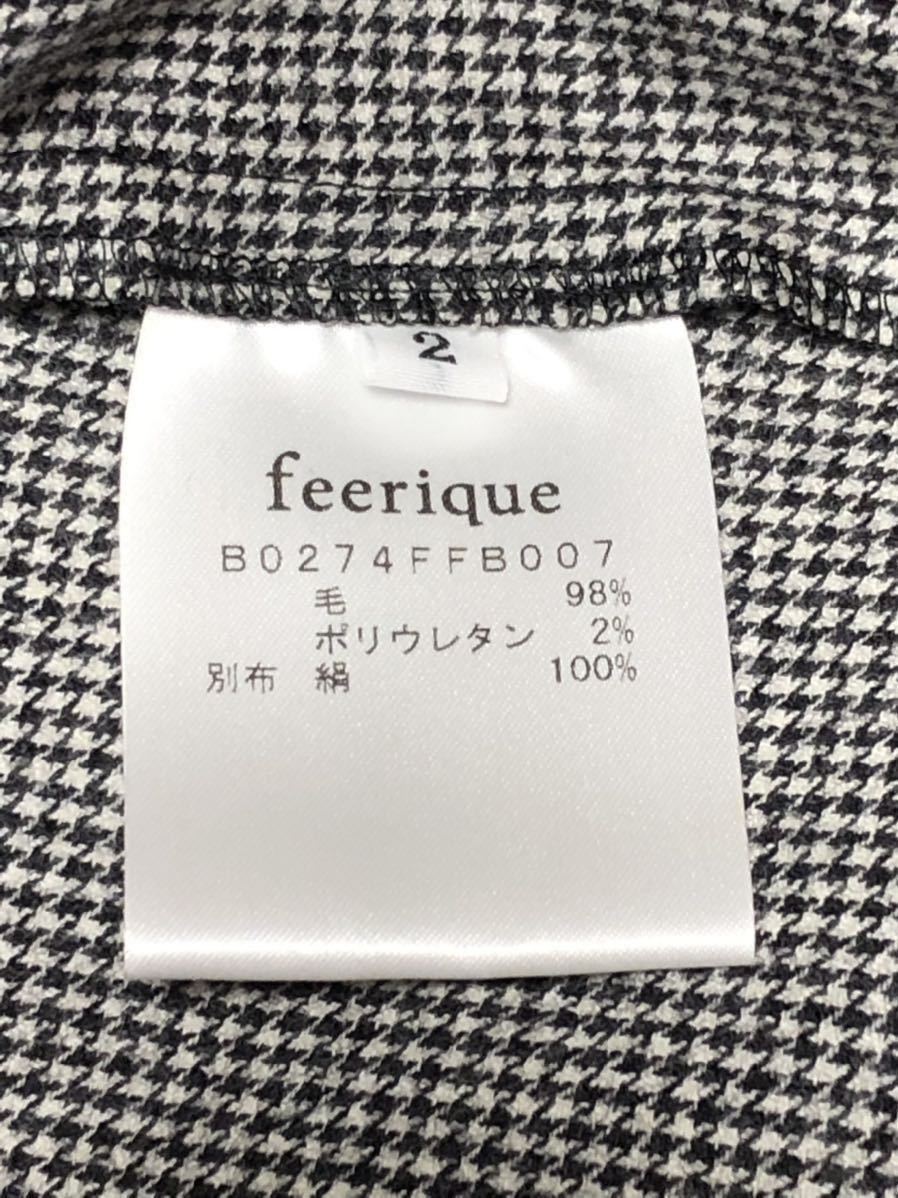 2
feerique
B0274FFB007
毛 98%
ポリウレタン 2%
別布 絹 100%